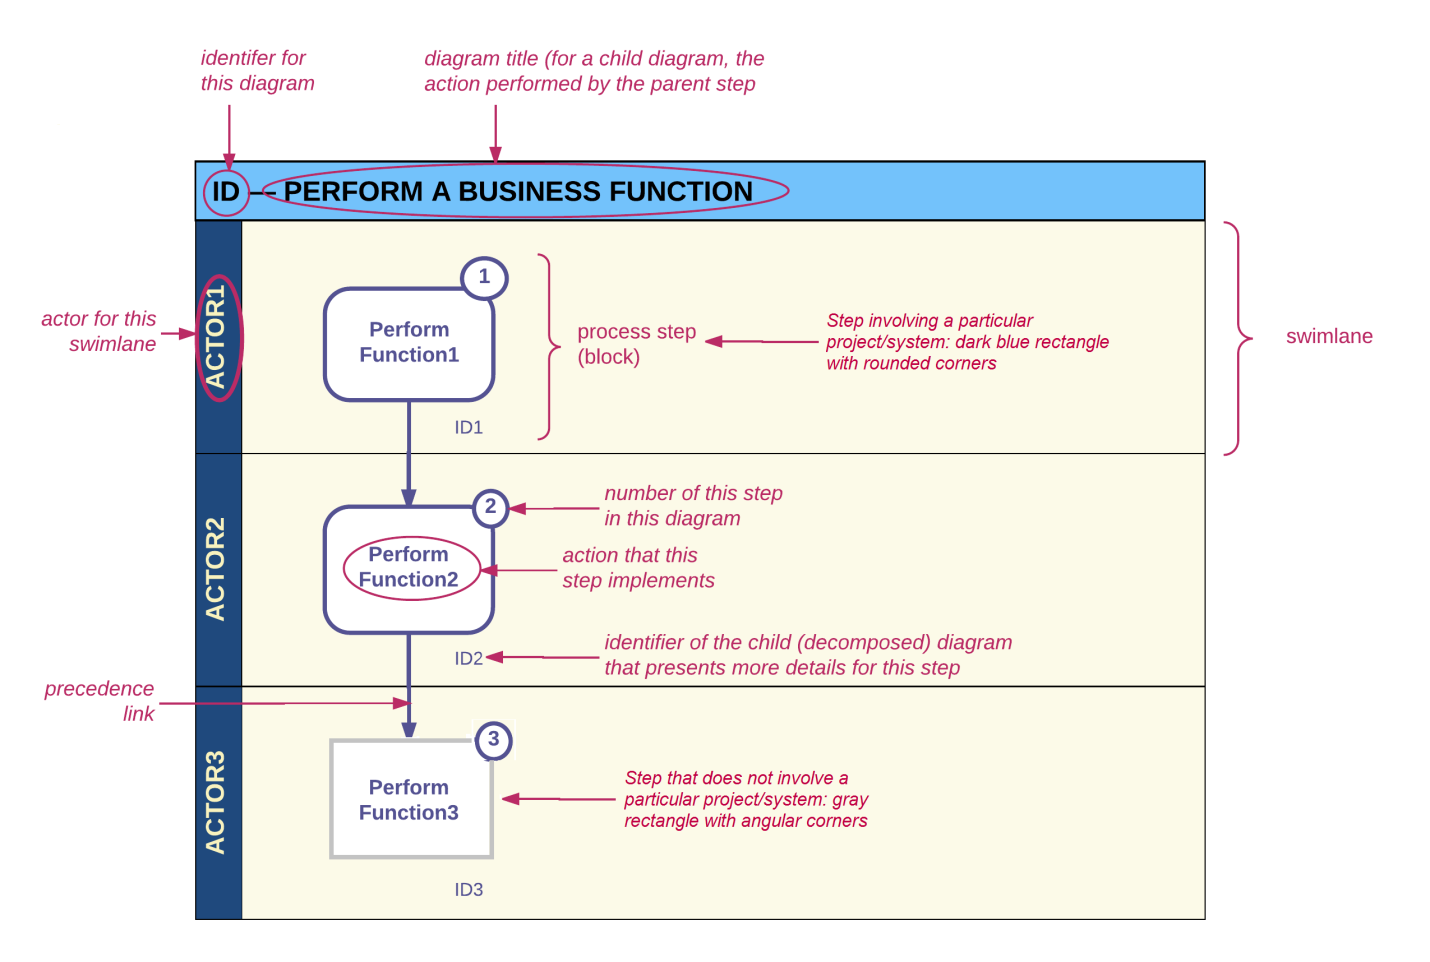 identifer for
this diagram
diagram title (for a child diagram, the
action performed by the parent step
ID — PERFORM A BUSINESS FUNCTION
ACTOR1
actor for this
swimlane
1
Perform
Function1
ID1
process step
(block)
Step involving a particular
project/system: dark blue rectangle
with rounded corners
swimlane
ACTOR2
2
Perform
Function2
ID2
number of this step
in this diagram
action that this
step implements
identifier of the child (decomposed) diagram
that presents more details for this step
precedence
link
ACTOR3
3
Perform
Function3
ID3
Step that does not involve a
particular project/system: gray
rectangle with angular corners